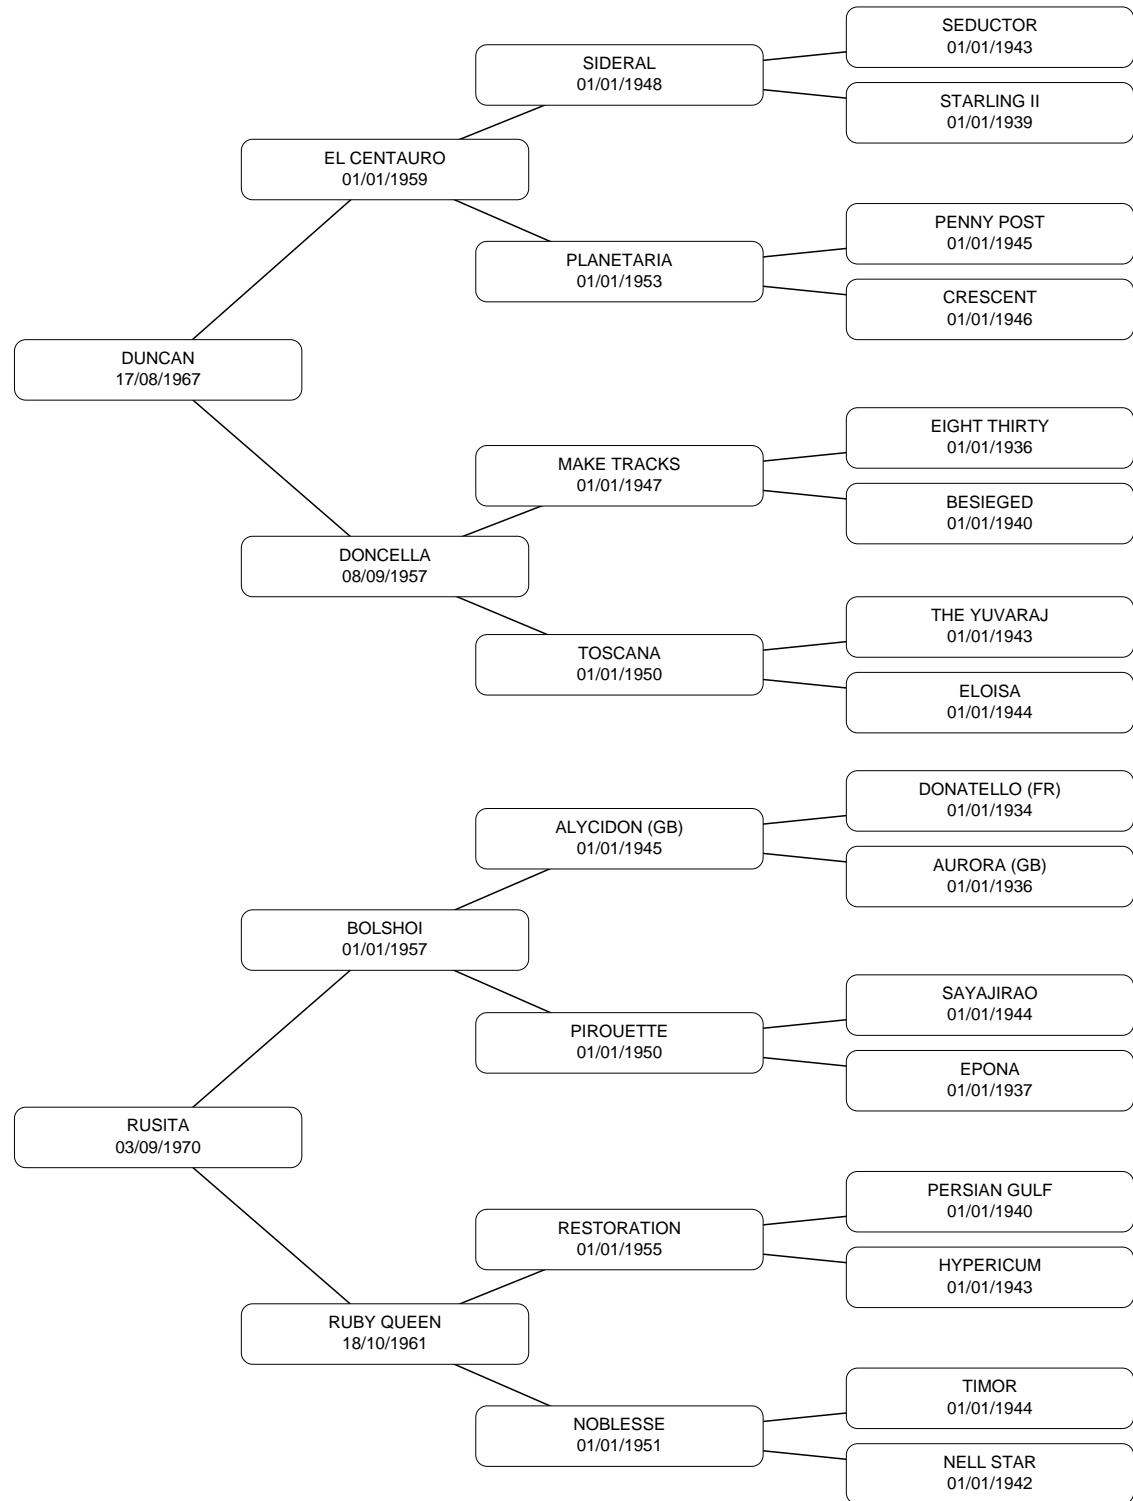 SEDUCTOR
01/01/1943
SIDERAL
01/01/1948
STARLING II
01/01/1939
EL CENTAURO
01/01/1959
PENNY POST
01/01/1945
PLANETARIA
01/01/1953
CRESCENT
01/01/1946
DUNCAN
17/08/1967
EIGHT THIRTY
01/01/1936
MAKE TRACKS
01/01/1947
BESIEGED
01/01/1940
DONCELLA
08/09/1957
THE YUVARAJ
01/01/1943
TOSCANA
01/01/1950
ELOISA
01/01/1944
DONATELLO (FR)
01/01/1934
ALYCIDON (GB)
01/01/1945
AURORA (GB)
01/01/1936
BOLSHOI
01/01/1957
SAYAJIRAO
01/01/1944
PIROUETTE
01/01/1950
EPONA
01/01/1937
RUSITA
03/09/1970
PERSIAN GULF
01/01/1940
RESTORATION
01/01/1955
HYPERICUM
01/01/1943
RUBY QUEEN
18/10/1961
TIMOR
01/01/1944
NOBLESSE
01/01/1951
NELL STAR
01/01/1942